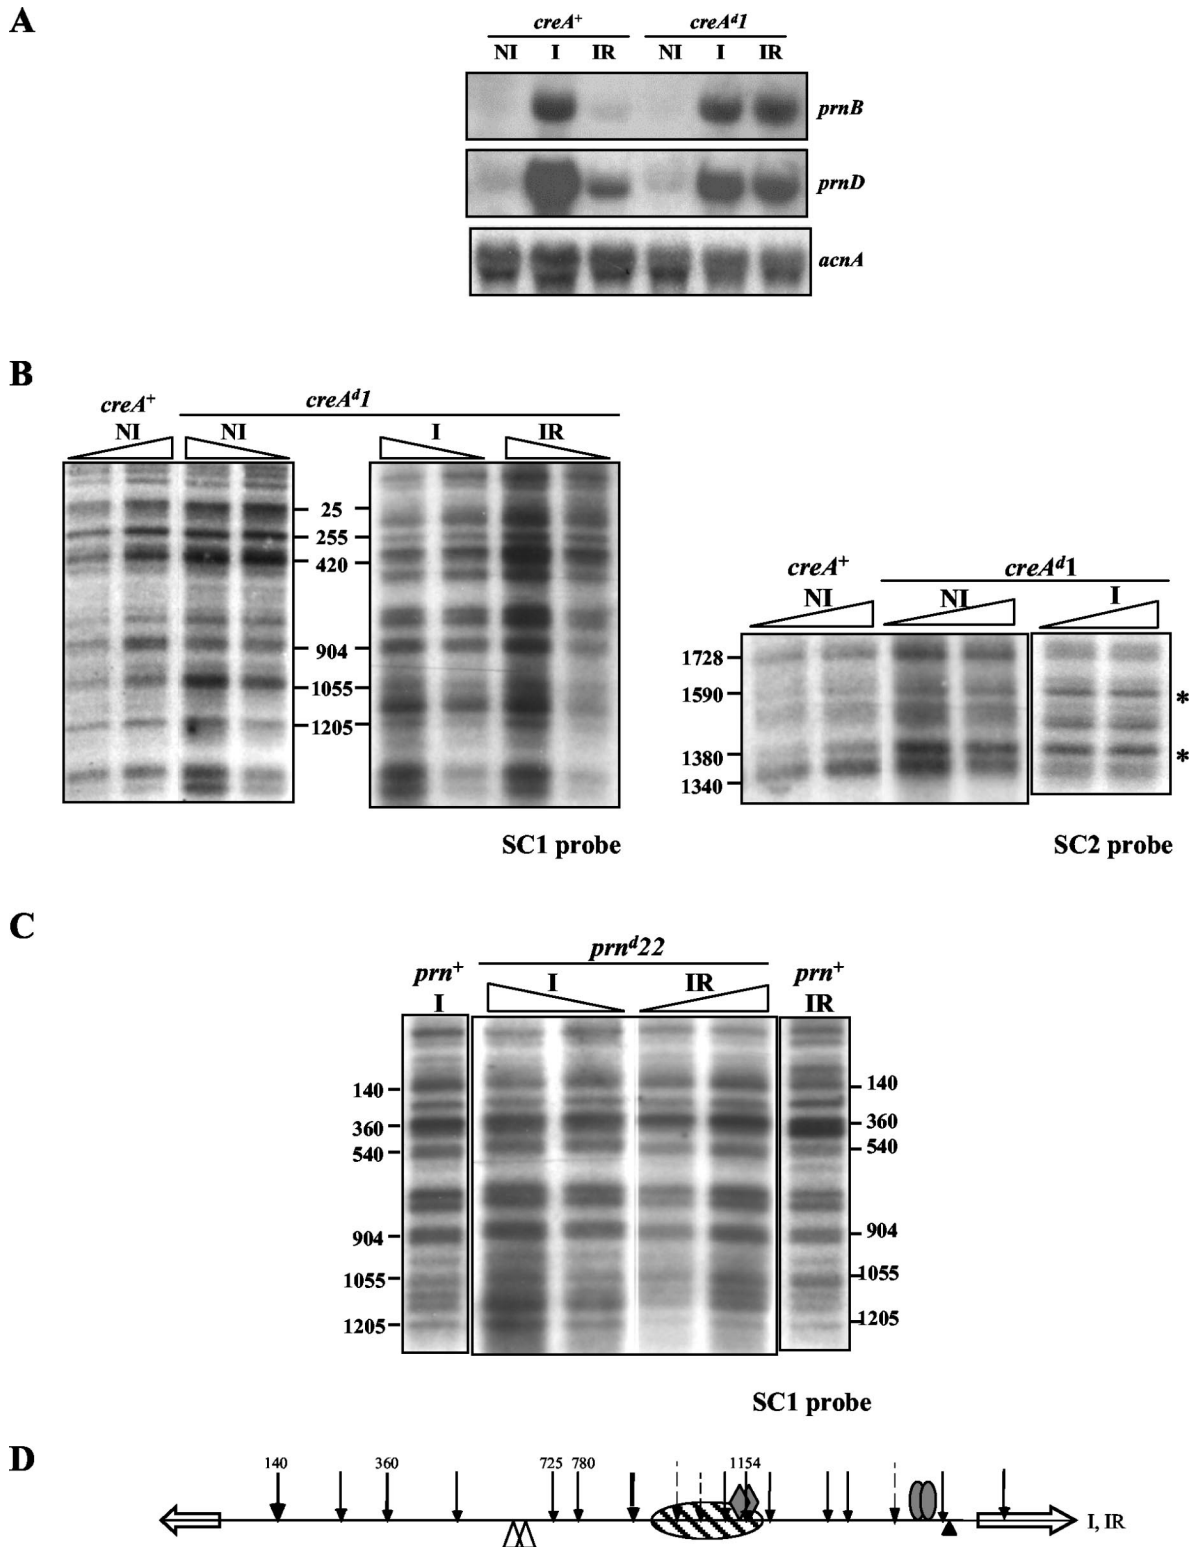 A
creA+ creAd1
NI I IR NI I IR
prnB
prnD
acnA
B
creA+ creAd1
NI NI I IR
25
255
420
904
1055
1205
SC1 probe
creA+ creAd1
NI NI I
1728
1590 *
1380 *
1340
SC2 probe
C
prn+ prnd22 prn+
I I IR IR
140 140
360 360
540 540
904 904
1055 1055
1205 1205
SC1 probe
D
140 360 725 780 1154
I, IR